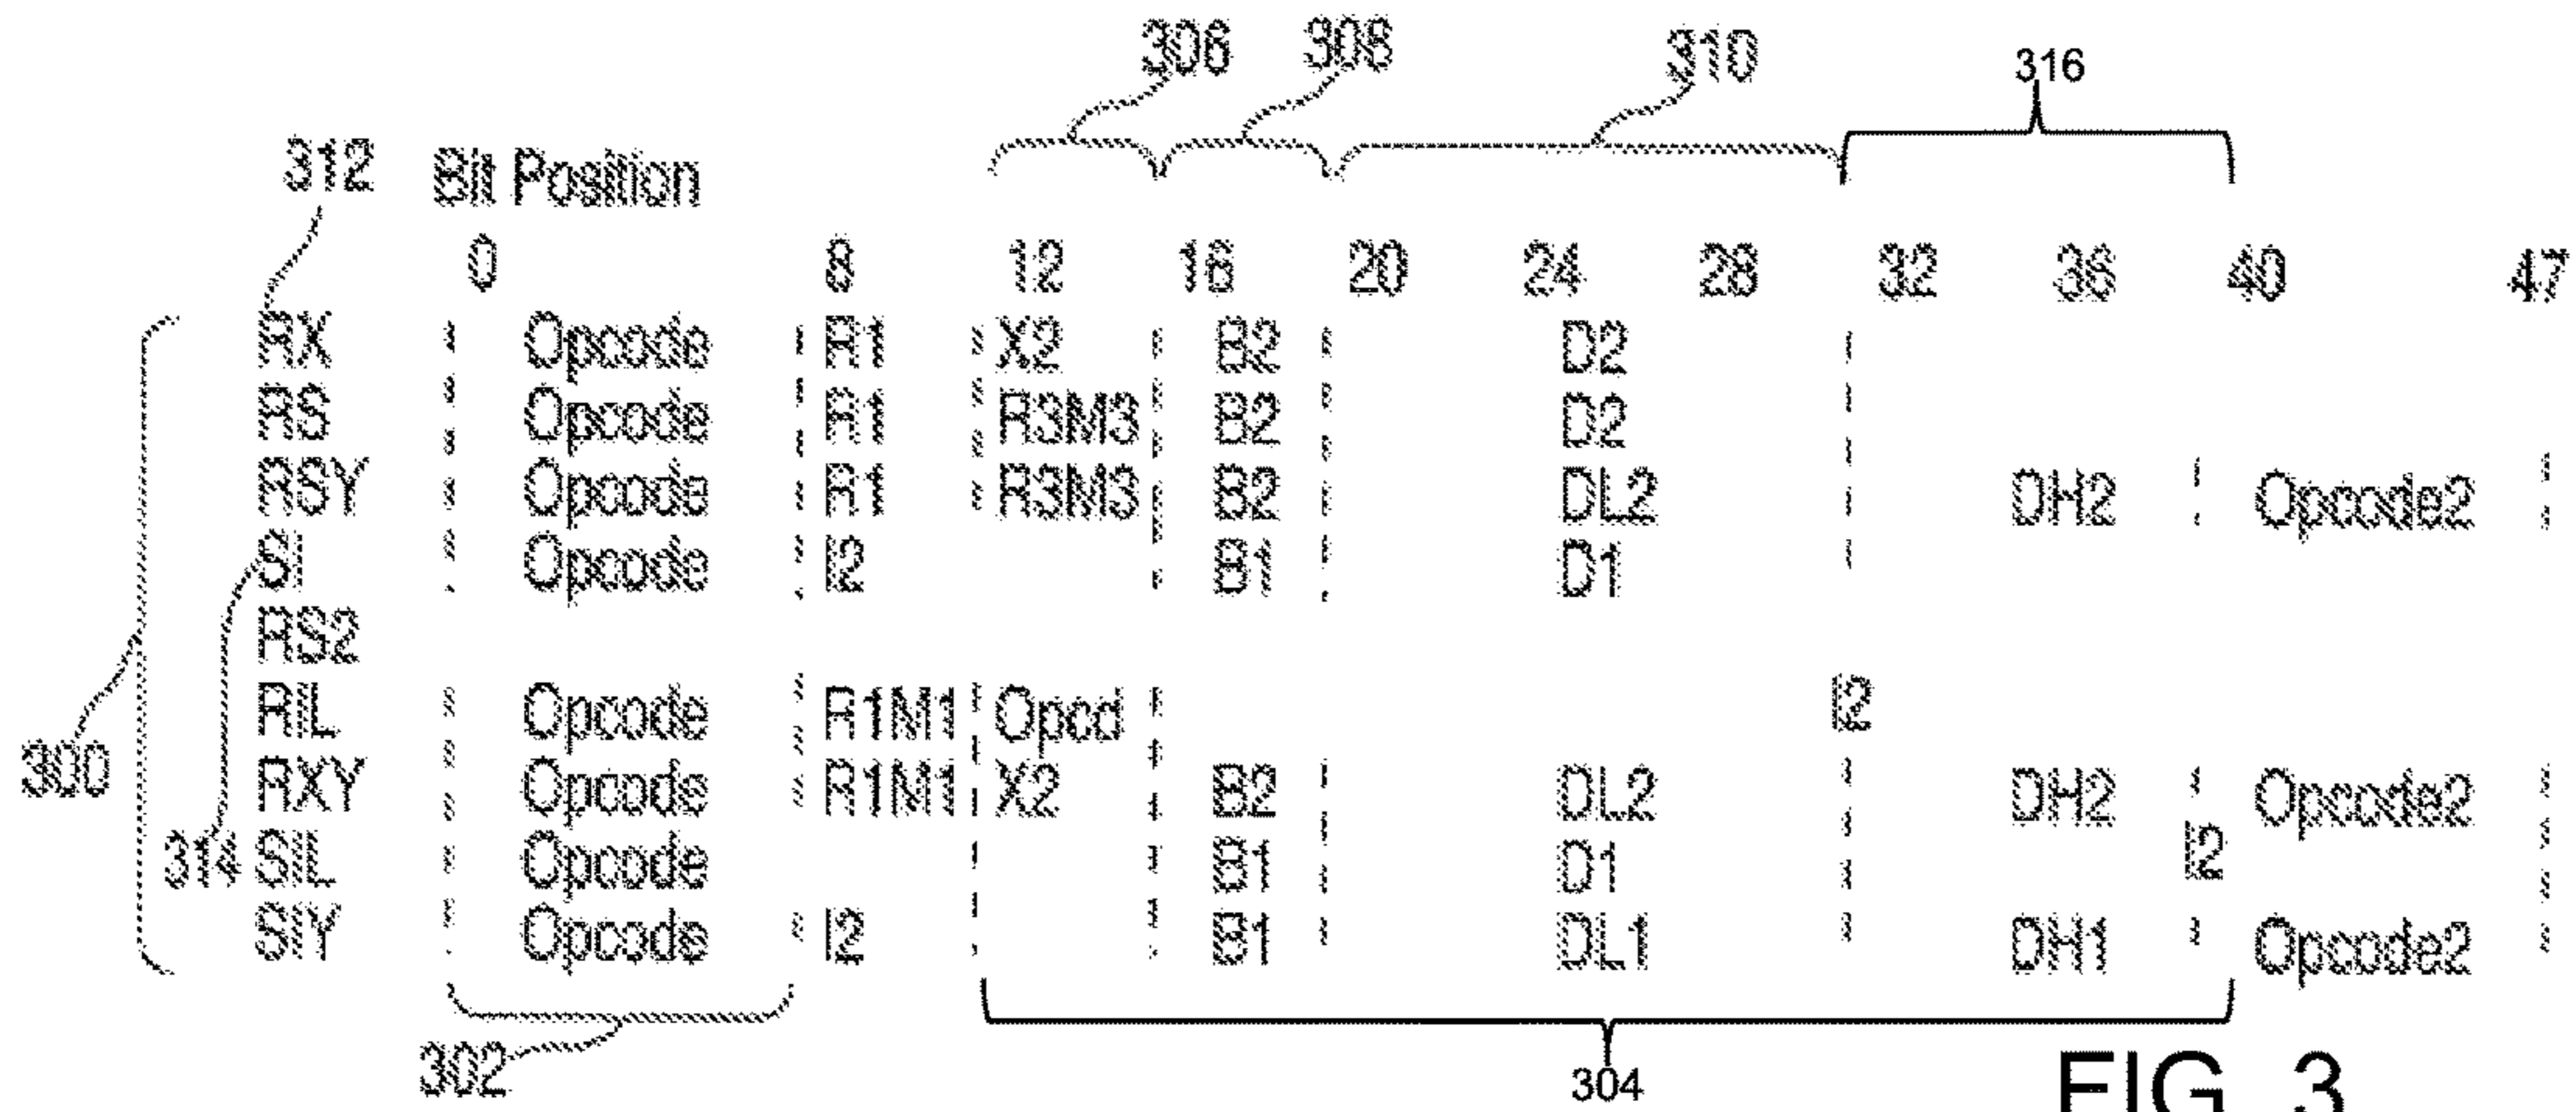 306 308 310 316
312 Bit Position
0 8 12 16 20 24 28 32 36 40 47
RX Opcode R1 X2 B2 D2
RS Opcode R1 R3M3 B2 D2
RSY Opcode R1 R3M3 B2 DL2 DH2 Opcode2
SI Opcode I2 B1 D1
RS2
RIL Opcode R1M1 Opcd I2
300
RXY Opcode R1M1 X2 B2 DL2 DH2 Opcode2
314 SIL Opcode B1 D1 I2
SIY Opcode I2 B1 DL1 DH1 Opcode2
302 304
FIG. 3